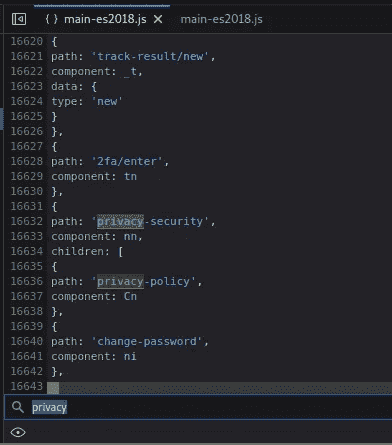 { } main-es2018.js × main-es2018.js
16620 {
16621 path: 'track-result/new',
16622 component: _t,
16623 data: {
16624 type: 'new'
16625 }
16626 },
16627 {
16628 path: '2fa/enter',
16629 component: tn
16630 },
16631 {
16632 path: 'privacy-security',
16633 component: nn,
16634 children: [
16635 {
16636 path: 'privacy-policy',
16637 component: Cn
16638 },
16639 {
16640 path: 'change-password',
16641 component: ni
16642 },
16643
privacy